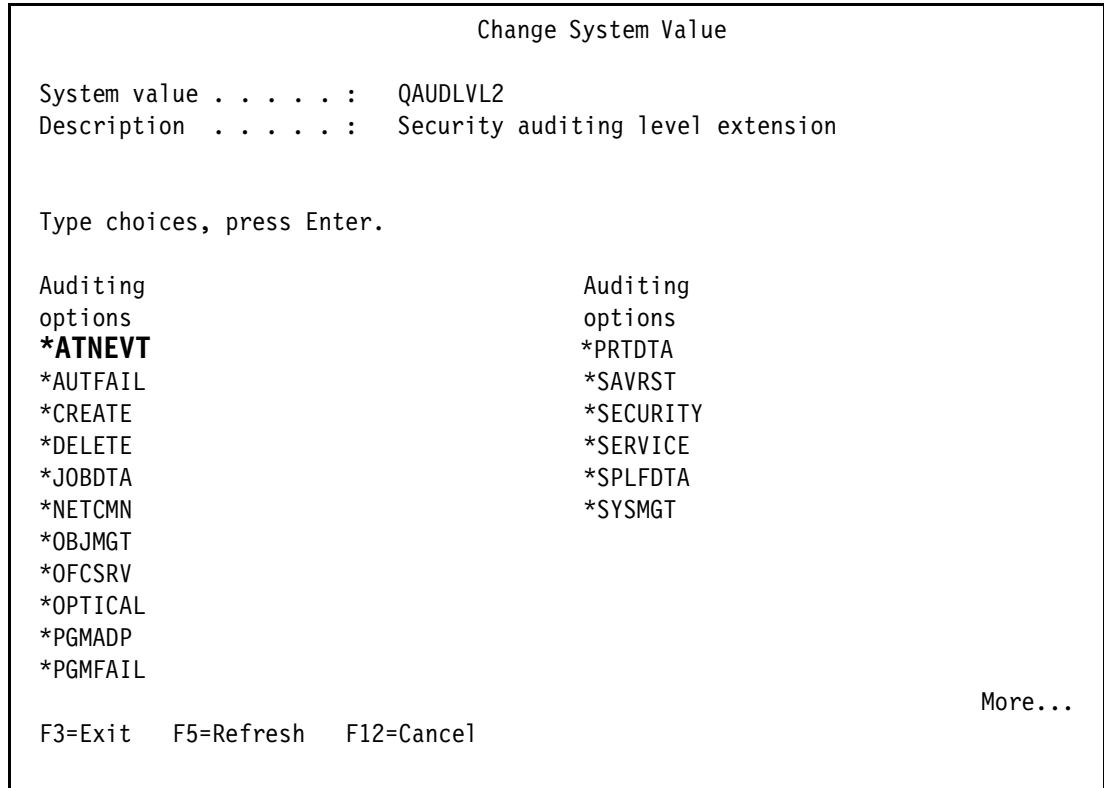 Change System Value
System value . . . . . :   QAUDLVL2
Description  . . . . . :   Security auditing level extension
Type choices, press Enter.
Auditing                                 Auditing
options                                  options
*ATNEVT                                  *PRTDTA
*AUTFAIL                                 *SAVRST
*CREATE                                  *SECURITY
*DELETE                                  *SERVICE
*JOBDTA                                  *SPLFDTA
*NETCMN                                  *SYSMGT
*OBJMGT
*OFCSRV
*OPTICAL
*PGMADP
*PGMFAIL
More...
F3=Exit   F5=Refresh   F12=Cancel